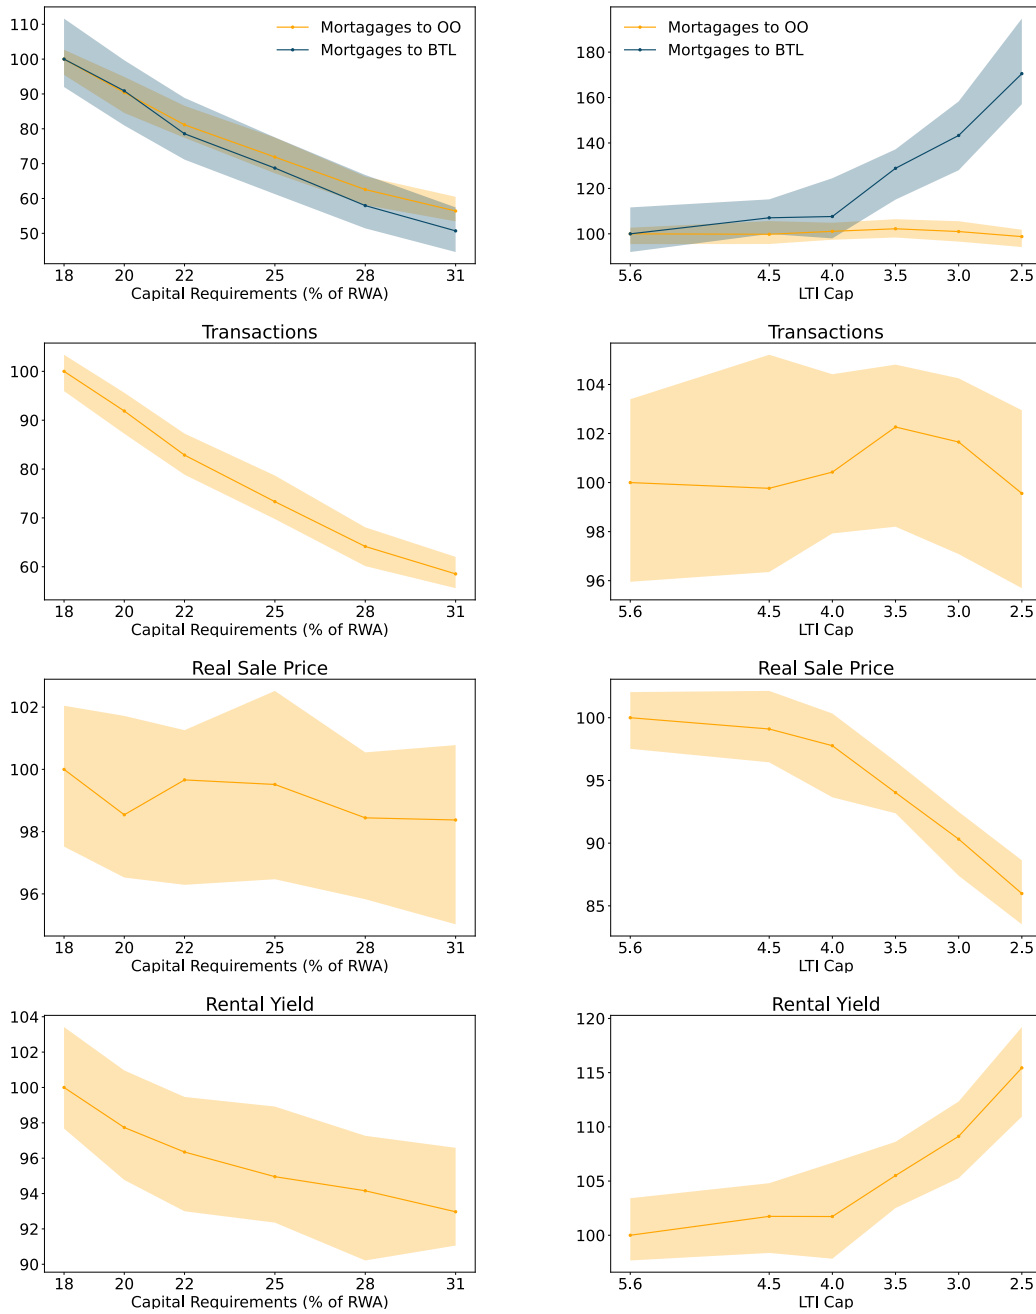 Mortagages to OO
Mortgages to BTL
110
100
90
80
70
60
50
18 20 22 25 28 31
Capital Requirements (% of RWA)
Mortagages to OO
Mortgages to BTL
180
160
140
120
100
5.6 4.5 4.0 3.5 3.0 2.5
LTI Cap
Transactions
100
90
80
70
60
18 20 22 25 28 31
Capital Requirements (% of RWA)
Transactions
104
102
100
98
96
5.6 4.5 4.0 3.5 3.0 2.5
LTI Cap
Real Sale Price
102
100
98
96
18 20 22 25 28 31
Capital Requirements (% of RWA)
Real Sale Price
100
95
90
85
5.6 4.5 4.0 3.5 3.0 2.5
LTI Cap
Rental Yield
104
102
100
98
96
94
92
90
18 20 22 25 28 31
Capital Requirements (% of RWA)
Rental Yield
120
115
110
105
100
5.6 4.5 4.0 3.5 3.0 2.5
LTI Cap